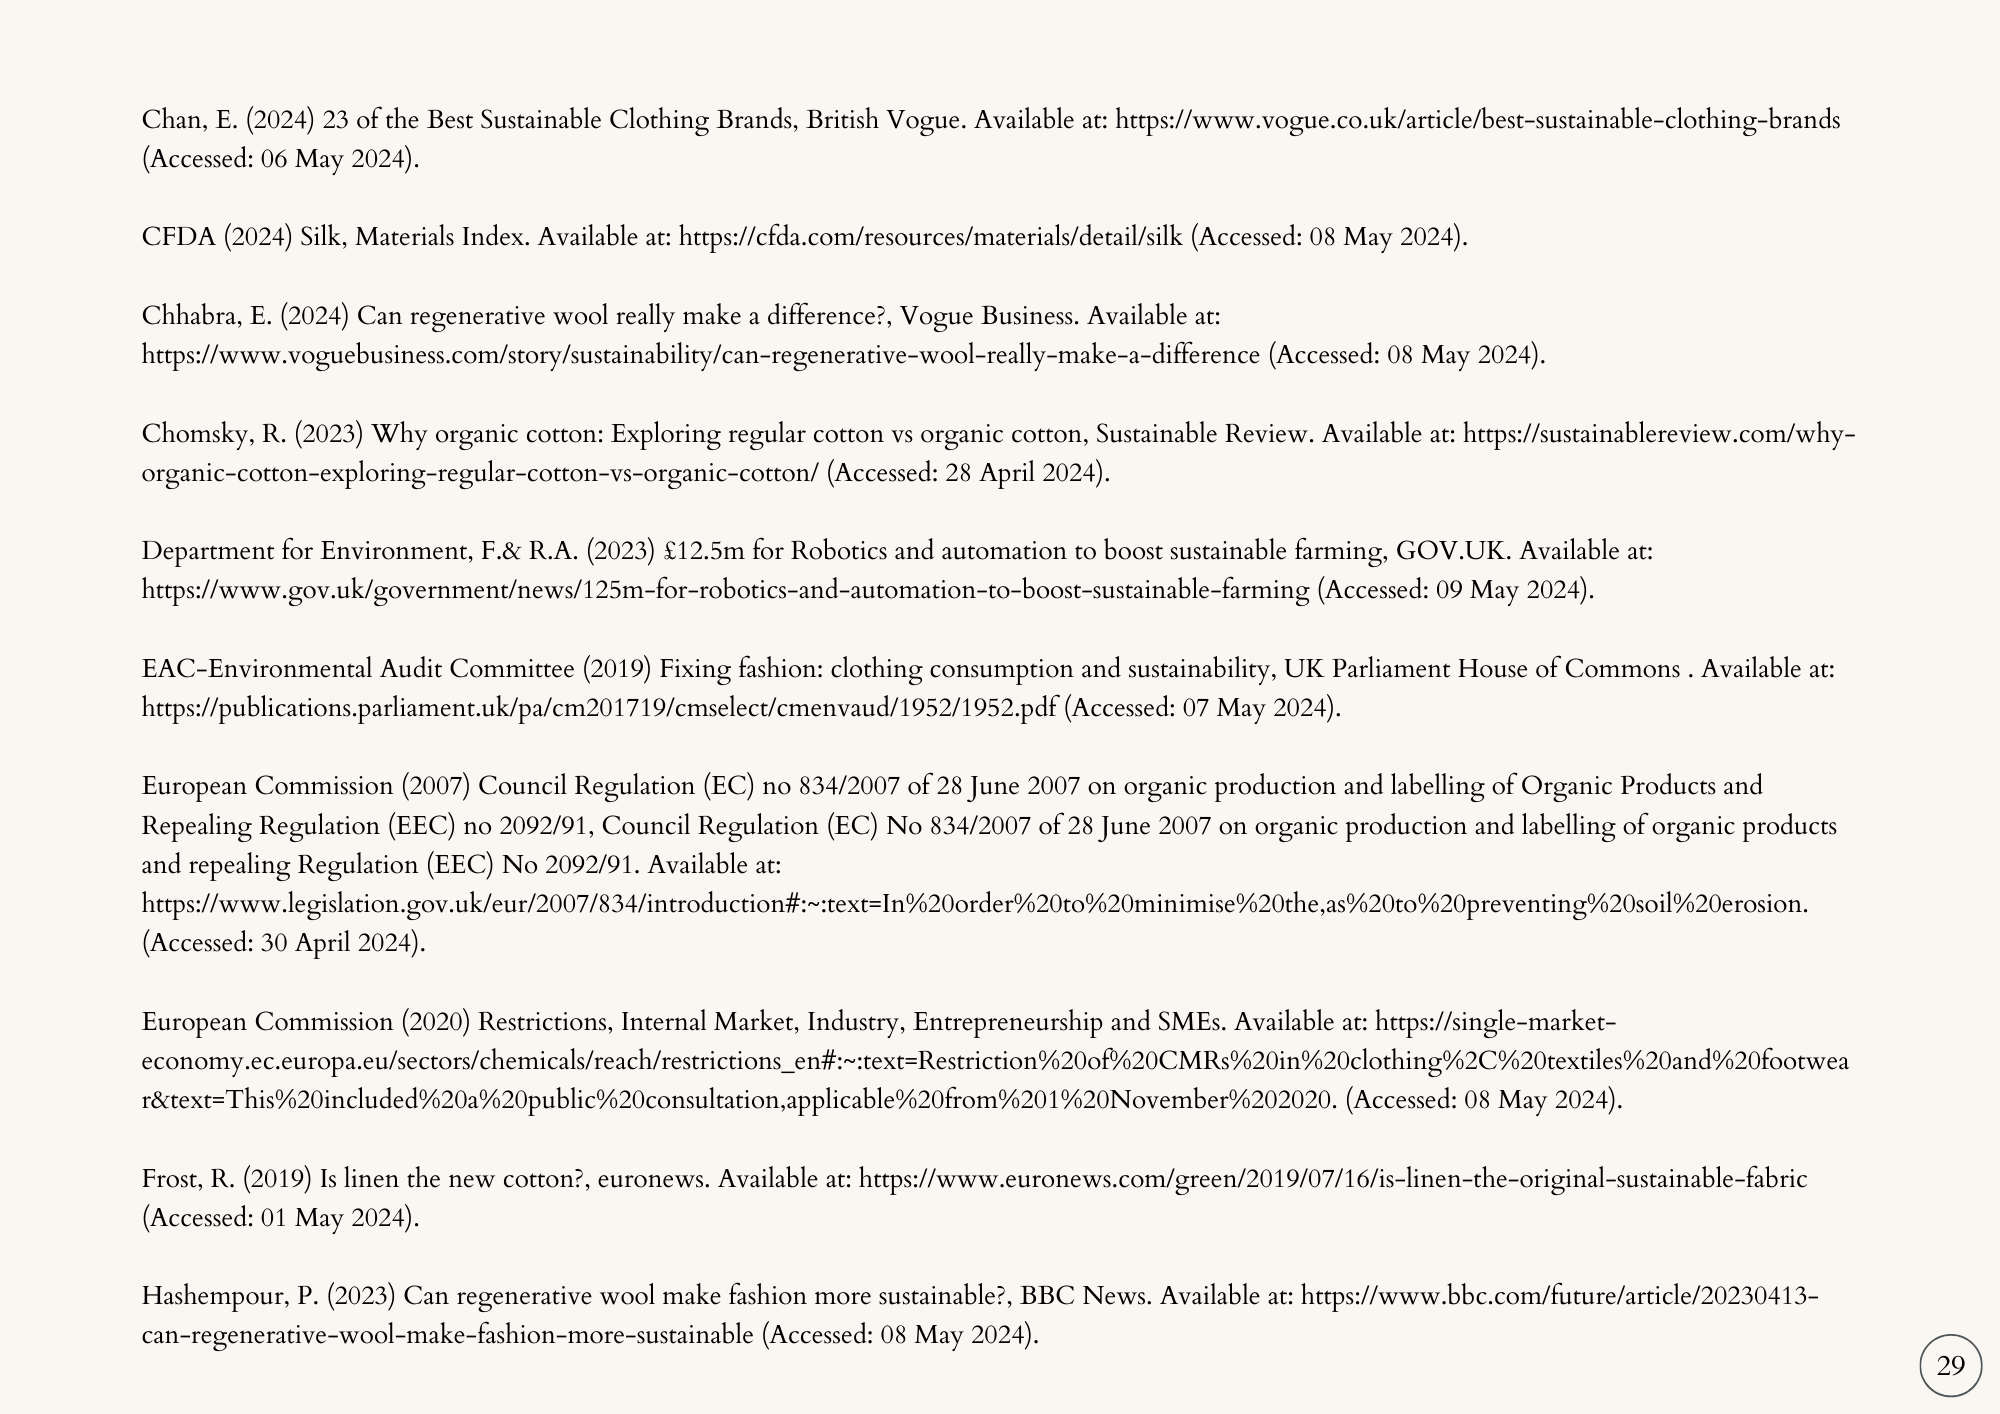 Chan, E. (2024) 23 of the Best Sustainable Clothing Brands, British Vogue. Available at: https://www.vogue.co.uk/article/best-sustainable-clothing-brands
(Accessed: 06 May 2024).
CFDA (2024) Silk, Materials Index. Available at: https://cfda.com/resources/materials/detail/silk (Accessed: 08 May 2024).
Chhabra, E. (2024) Can regenerative wool really make a difference?, Vogue Business. Available at:
https://www.voguebusiness.com/story/sustainability/can-regenerative-wool-really-make-a-difference (Accessed: 08 May 2024).
Chomsky, R. (2023) Why organic cotton: Exploring regular cotton vs organic cotton, Sustainable Review. Available at: https://sustainablereview.com/why-
organic-cotton-exploring-regular-cotton-vs-organic-cotton/ (Accessed: 28 April 2024).
Department for Environment, F.& R.A. (2023) £12.5m for Robotics and automation to boost sustainable farming, GOV.UK. Available at:
https://www.gov.uk/government/news/125m-for-robotics-and-automation-to-boost-sustainable-farming (Accessed: 09 May 2024).
EAC-Environmental Audit Committee (2019) Fixing fashion: clothing consumption and sustainability, UK Parliament House of Commons . Available at:
https://publications.parliament.uk/pa/cm201719/cmselect/cmenvaud/1952/1952.pdf (Accessed: 07 May 2024).
European Commission (2007) Council Regulation (EC) no 834/2007 of 28 June 2007 on organic production and labelling of Organic Products and
Repealing Regulation (EEC) no 2092/91, Council Regulation (EC) No 834/2007 of 28 June 2007 on organic production and labelling of organic products
and repealing Regulation (EEC) No 2092/91. Available at:
https://www.legislation.gov.uk/eur/2007/834/introduction#:~:text=In%20order%20to%20minimise%20the,as%20to%20preventing%20soil%20erosion.
(Accessed: 30 April 2024).
European Commission (2020) Restrictions, Internal Market, Industry, Entrepreneurship and SMEs. Available at: https://single-market-
economy.ec.europa.eu/sectors/chemicals/reach/restrictions_en#:~:text=Restriction%20of%20CMRs%20in%20clothing%2C%20textiles%20and%20footwea
r&text=This%20included%20a%20public%20consultation,applicable%20from%201%20November%202020. (Accessed: 08 May 2024).
Frost, R. (2019) Is linen the new cotton?, euronews. Available at: https://www.euronews.com/green/2019/07/16/is-linen-the-original-sustainable-fabric
(Accessed: 01 May 2024).
Hashempour, P. (2023) Can regenerative wool make fashion more sustainable?, BBC News. Available at: https://www.bbc.com/future/article/20230413-
can-regenerative-wool-make-fashion-more-sustainable (Accessed: 08 May 2024).
29